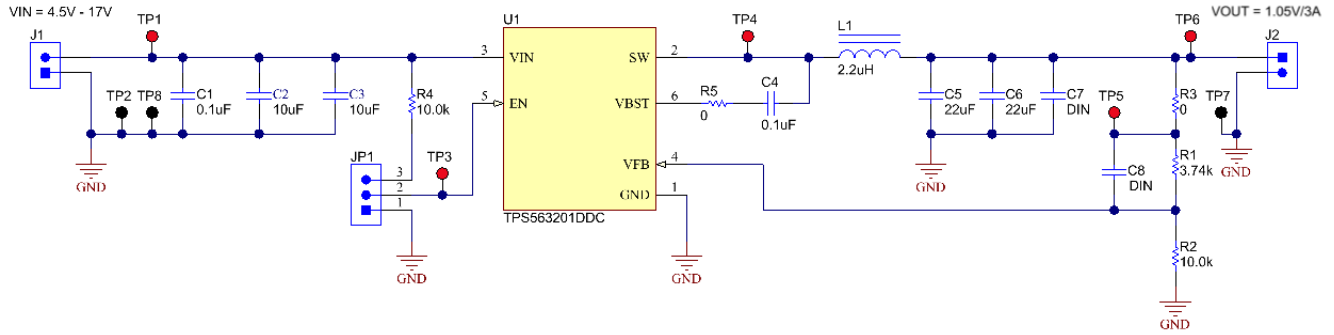 VIN = 4.5V - 17V
VOUT = 1.05V/3A
J1
TP1
U1
TP4
L1
TP6
J2
3
VIN
SW
2
2.2uH
C1
0.1uF
C2
10uF
C3
10uF
R4
10.0k
5
EN
VBST
6
R5
0
C4
0.1uF
C5
22uF
C6
22uF
C7
DIN
TP5
R3
0
TP7
TP2
TP8
GND
JP1
3
2
1
TP3
VFB
4
GND
1
TPS563201DDC
GND
GND
GND
C8
DIN
R1
3.74k
GND
R2
10.0k
GND